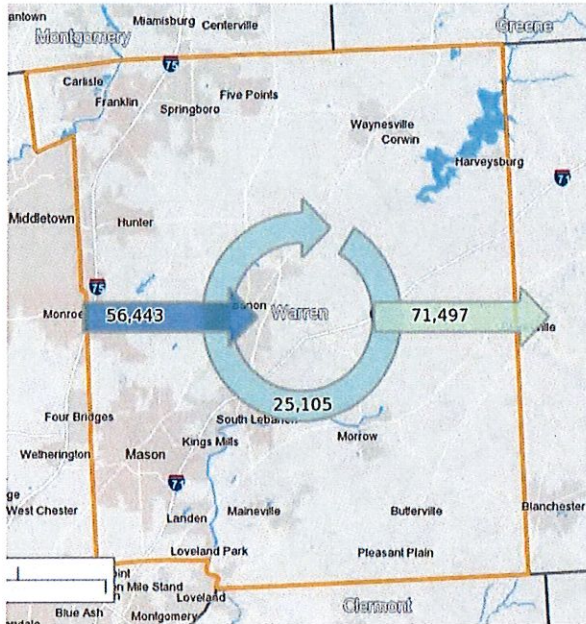 Miamisburg
Centerville
Montgomery
Greene
75
Carlisle
Franklin
Springboro
Five Points
Waynesville
Corwin
Harveysburg
71
Middletown
Hunter
75
Monroe
56,443
Warren
71,497
25,105
Four Bridges
South Lebanon
Kings Mills
Morrow
Wetherington
Mason
71
West Chester
Landen
Maineville
Butlerville
Blanchester
Loveland Park
Pleasant Plain
Mile Stand
Loveland
Blue Ash
Montgomery
Clermont